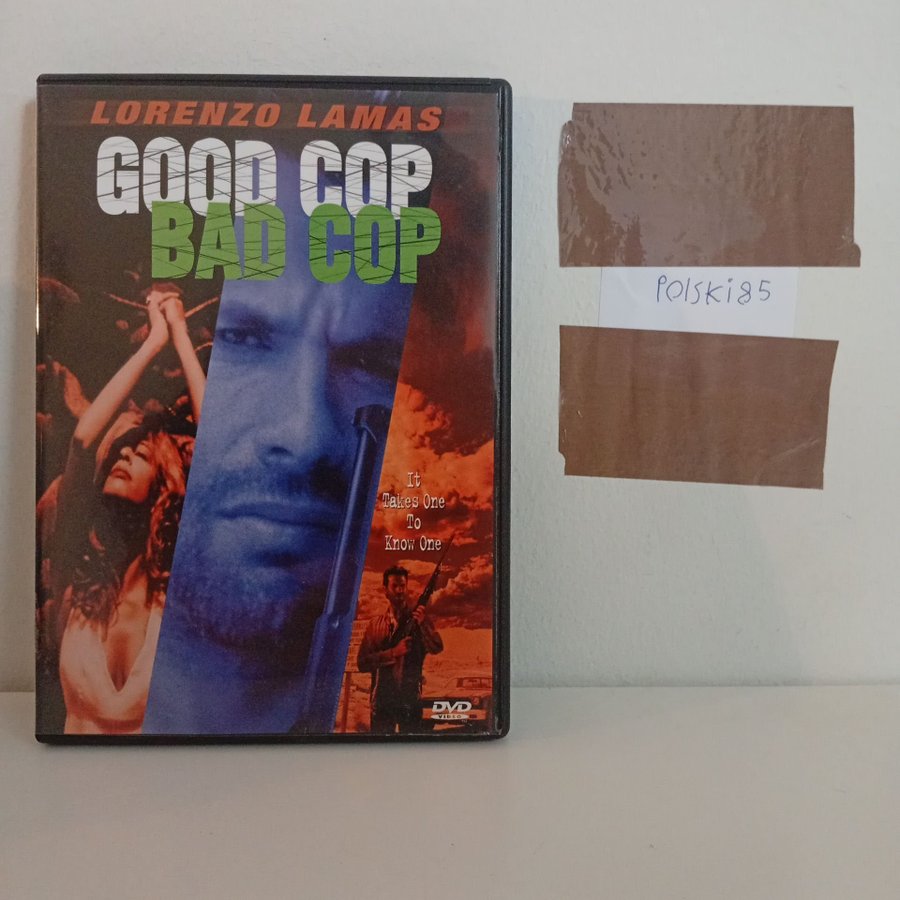 LORENZO LAMAS
GOOD COP
BAD COP
It
Takes One
To
Know One
DVD
VIDEO
Polski85